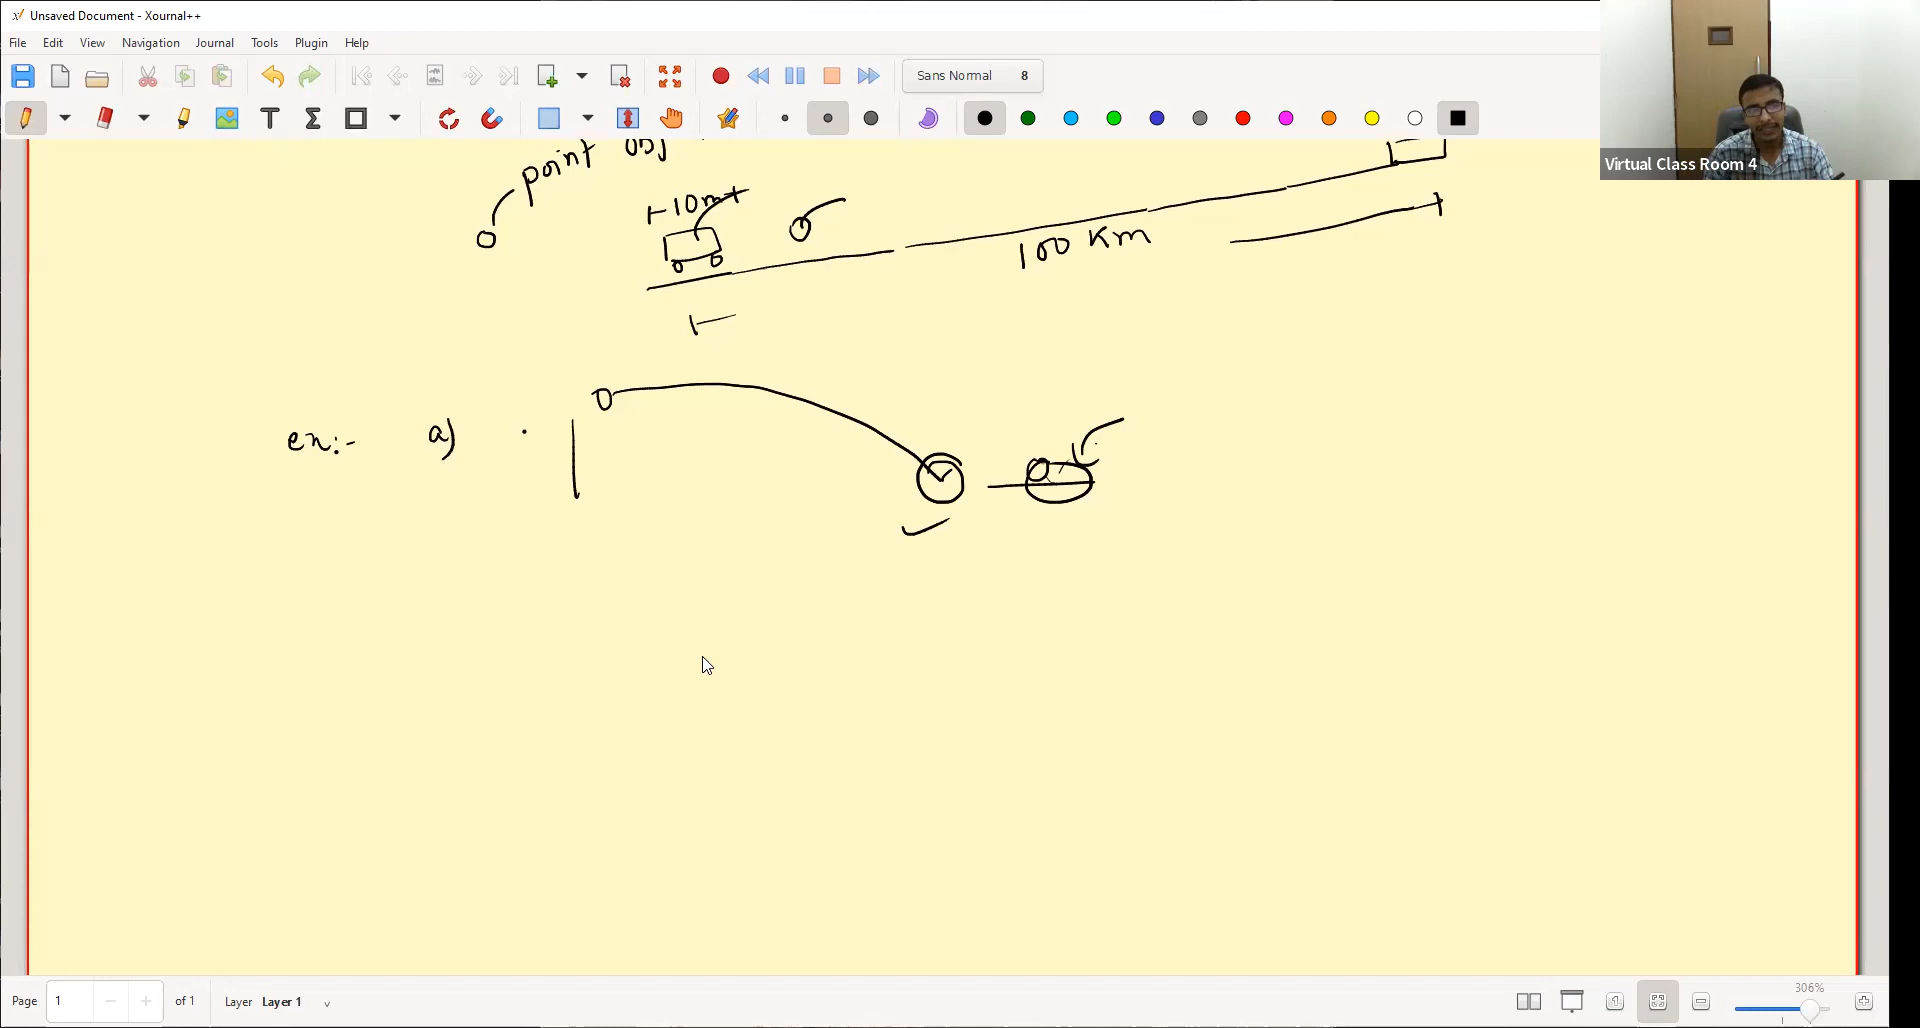 Unsaved Document - Xournal++
File Edit View Navigation Journal Tools Plugin Help
Sans Normal 8
Virtual Class Room 4
point obj
10m
100 Km
ex:- a)
Page 1 of 1 Layer Layer 1
306%